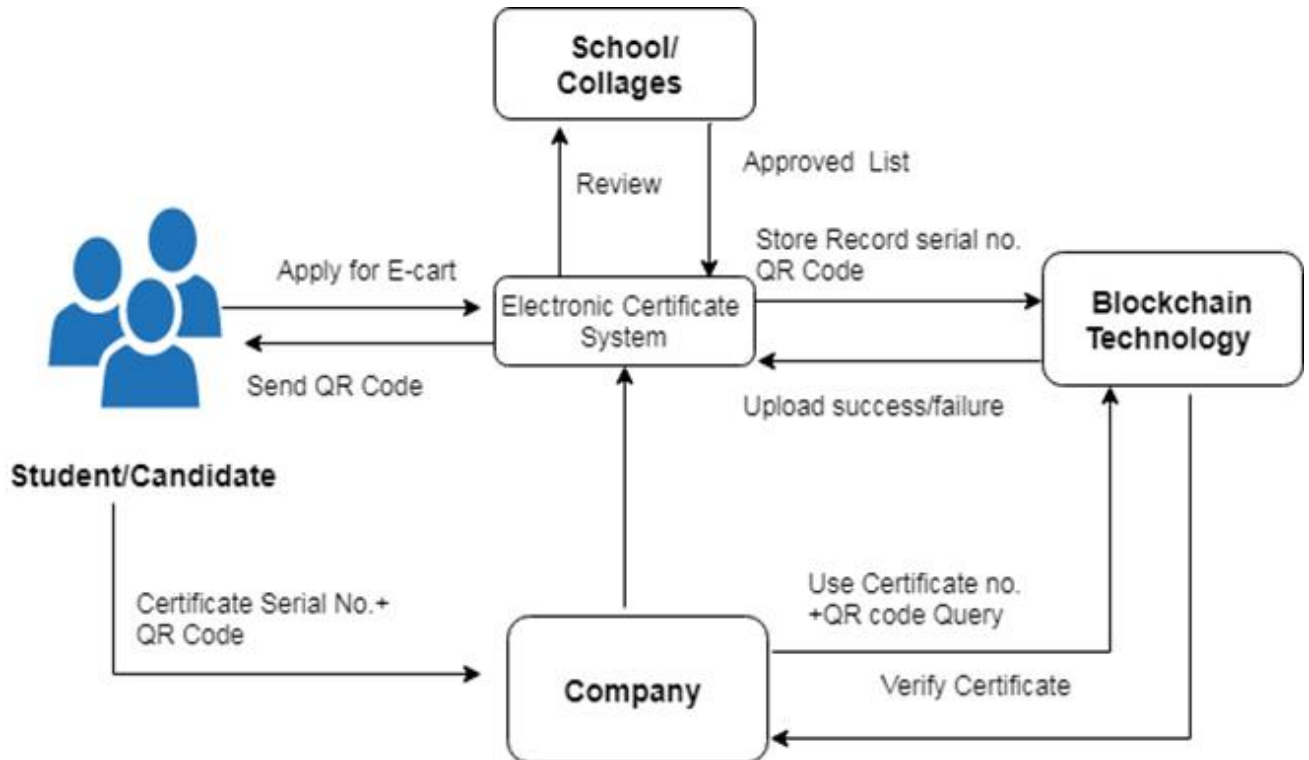 School/
Collages
Review
Approved List
Store Record serial no.
QR Code
Apply for E-cart
Electronic Certificate
System
Blockchain
Technology
Send QR Code
Upload success/failure
Student/Candidate
Certificate Serial No.+
QR Code
Use Certificate no.
+QR code Query
Company
Verify Certificate